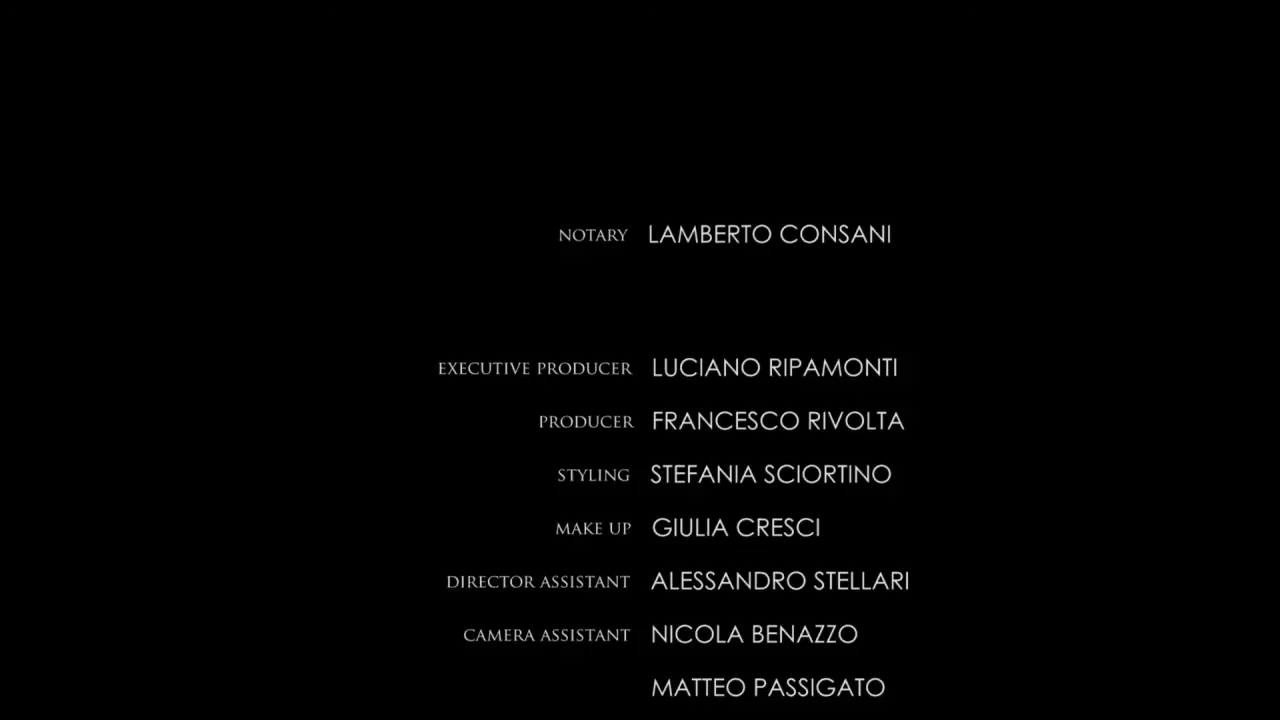 NOTARY LAMBERTO CONSANI
EXECUTIVE PRODUCER LUCIANO RIPAMONTI
PRODUCER FRANCESCO RIVOLTA
STYLING STEFANIA SCIORTINO
MAKE UP GIULIA CRESCI
DIRECTOR ASSISTANT ALESSANDRO STELLARI
CAMERA ASSISTANT NICOLA BENAZZO
MATTEO PASSIGATO